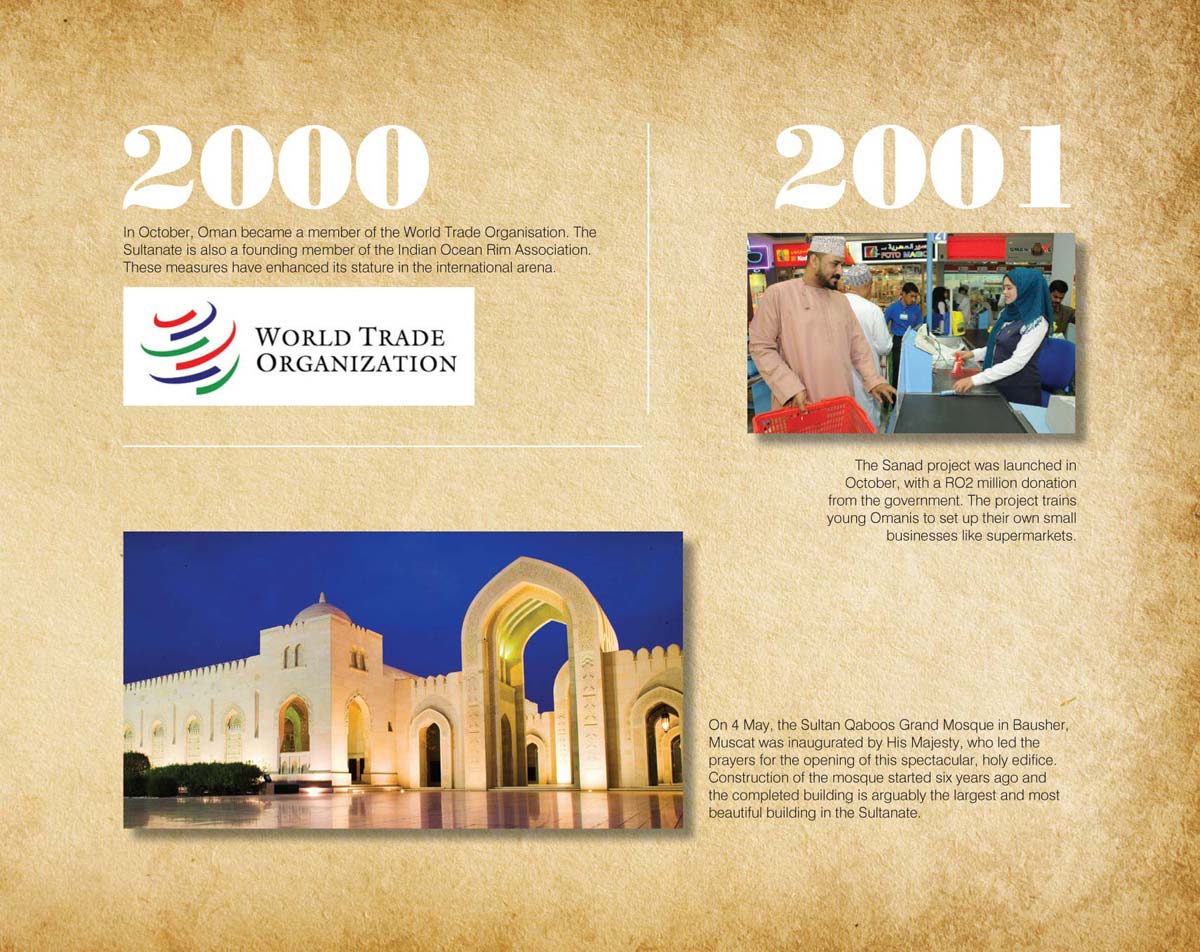 2000
In October, Oman became a member of the World Trade Organisation. The
Sultanate is also a founding member of the Indian Ocean Rim Association.
These measures have enhanced its stature in the international arena.
WORLD TRADE
ORGANIZATION
2001
FOTO MAGIC
The Sanad project was launched in
October, with a RO2 million donation
from the government. The project trains
young Omanis to set up their own small
businesses like supermarkets.
On 4 May, the Sultan Qaboos Grand Mosque in Bausher,
Muscat was inaugurated by His Majesty, who led the
prayers for the opening of this spectacular, holy edifice.
Construction of the mosque started six years ago and
the completed building is arguably the largest and most
beautiful building in the Sultanate.